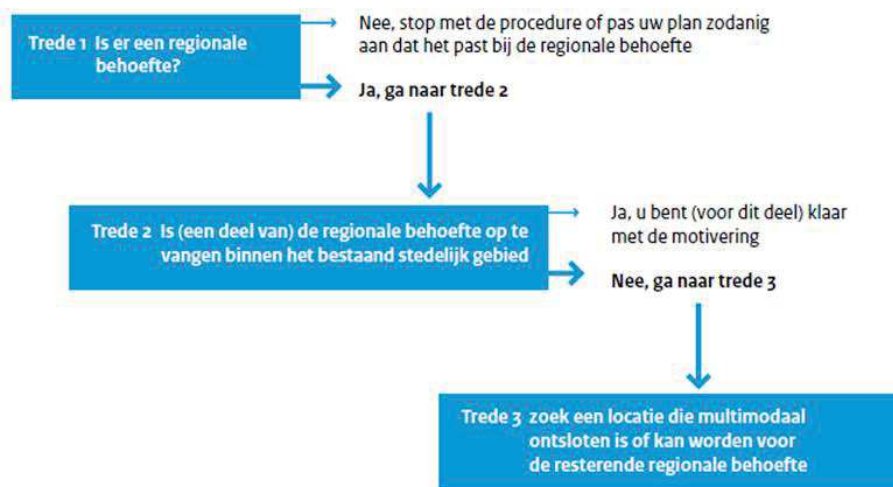 Trede 1 Is er een regionale
behoefte?
Nee, stop met de procedure of pas uw plan zodanig
aan dat het past bij de regionale behoefte
Ja, ga naar trede 2
Trede 2 Is (een deel van) de regionale behoefte op te
vangen binnen het bestaand stedelijk gebied
Ja, u bent (voor dit deel) klaar
met de motivering
Nee, ga naar trede 3
Trede 3 zoek een locatie die multimodaal
ontsloten is of kan worden voor
de resterende regionale behoefte